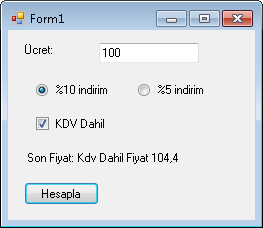 Form1
Ücret:
100
%10 indirim
%5 indirim
KDV Dahil
Son Fiyat: Kdv Dahil Fiyat 104,4
Hesapla